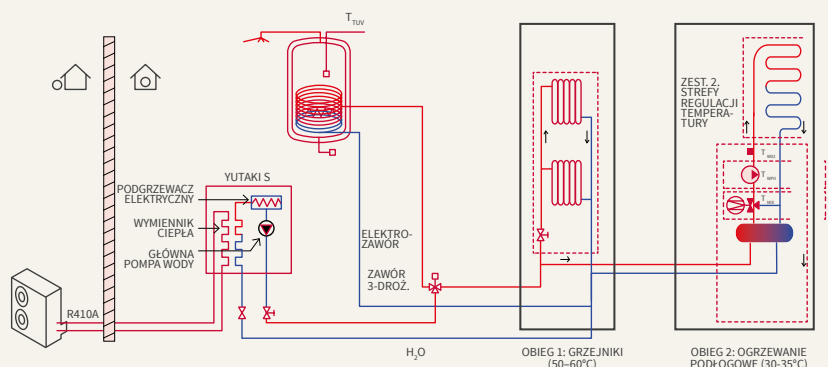 T TUV
ZEST. 2.
STREFY
REGULACJI
TEMPERA-
TURY
YUTAKI S
PODGRZEWACZ
ELEKTRYCZNY
WYMIENNIK
CIEPŁA
GŁÓWNA
POMPA WODY
ELEKTRO-
ZAWÓR
ZAWÓR
3-DROŻ.
R410A
H₂O
OBIEG 1: GRZEJNIKI
(50–60°C)
OBIEG 2: OGRZEWANIE
PODŁOGOWE (30-35°C)